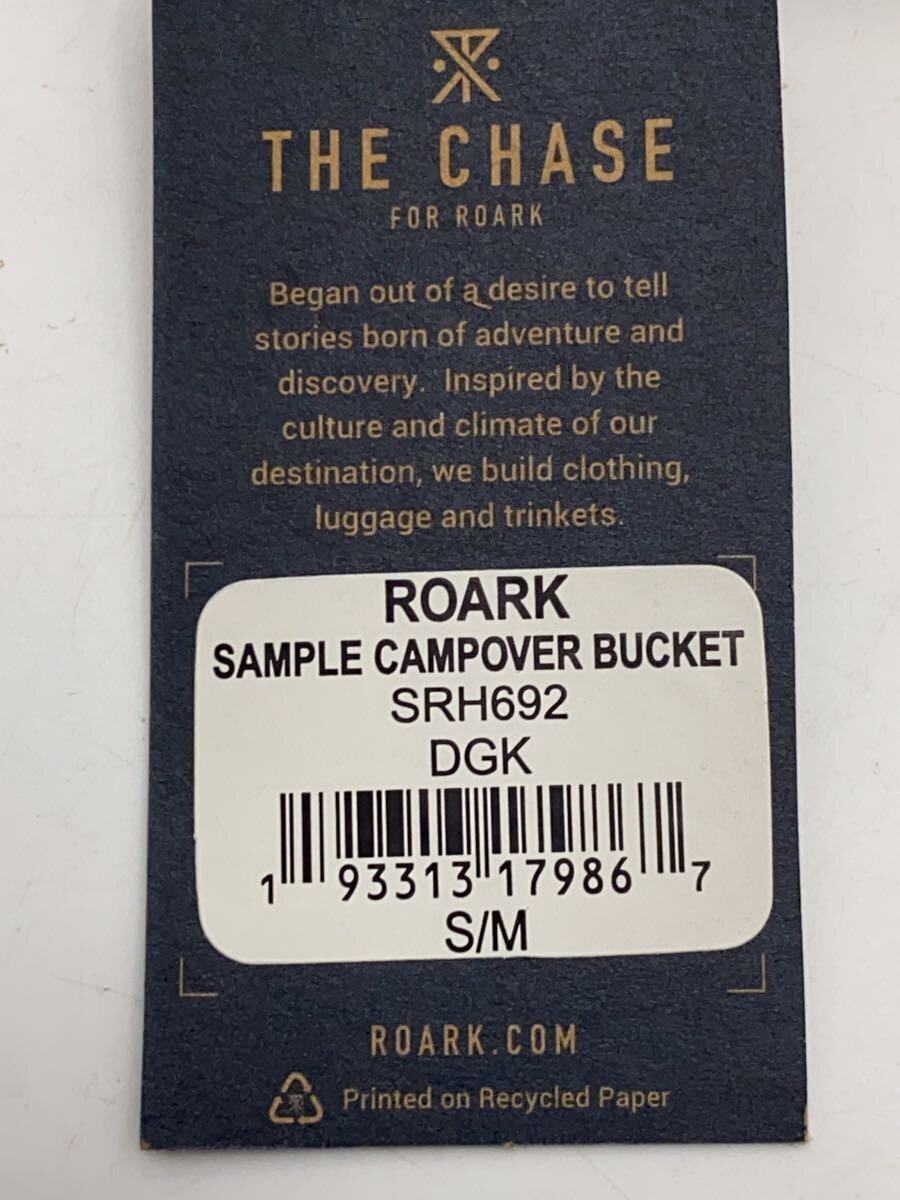 THE CHASE
FOR ROARK
Began out of a desire to tell
stories born of adventure and
discovery. Inspired by the
culture and climate of our
destination, we build clothing,
luggage and trinkets.
ROARK
SAMPLE CAMPOVER BUCKET
SRH692
DGK
1 93313 17986 7
S/M
ROARK.COM
Printed on Recycled Paper